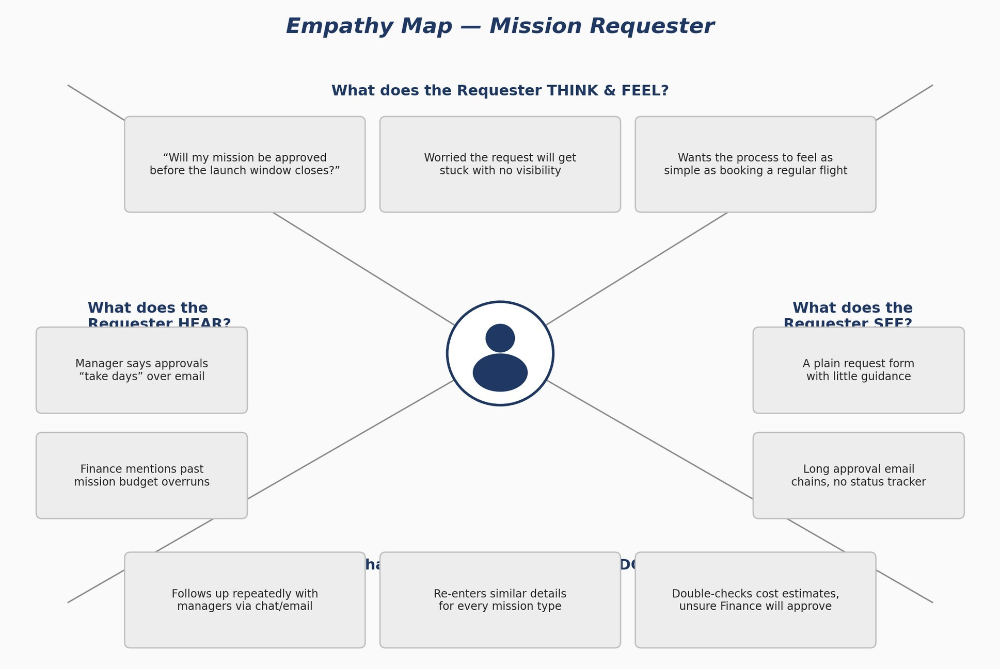 Empathy Map — Mission Requester
What does the Requester THINK & FEEL?
“Will my mission be approved
before the launch window closes?”
Worried the request will get
stuck with no visibility
Wants the process to feel as
simple as booking a regular flight
What does the
Requester HEAR?
Manager says approvals
“take days” over email
Finance mentions past
mission budget overruns
What does the
Requester SEE?
A plain request form
with little guidance
Long approval email
chains, no status tracker
Follows up repeatedly with
managers via chat/email
Re-enters similar details
for every mission type
Double-checks cost estimates,
unsure Finance will approve